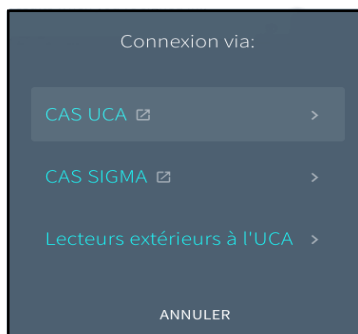 Connexion via:
CAS UCA
CAS SIGMA
Lecteurs extérieurs à l'UCA
ANNULER